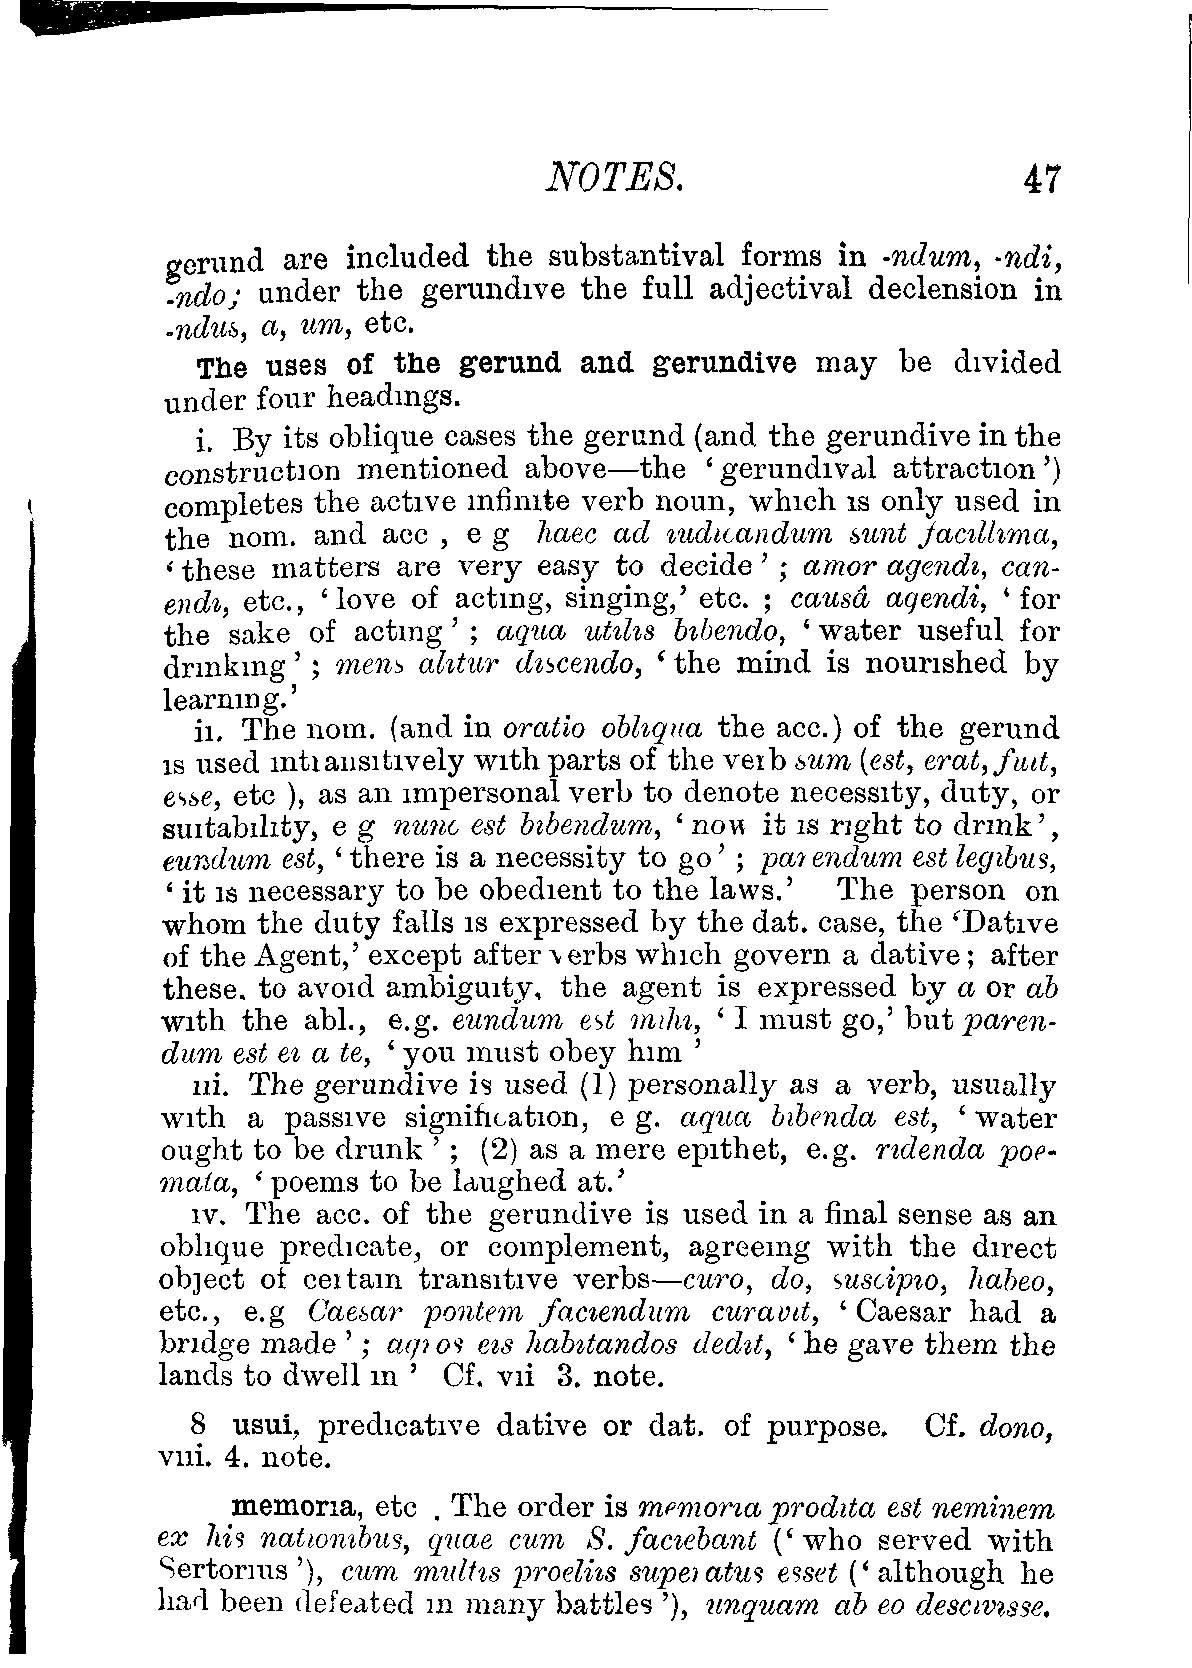 NOTES. 47
gerund are included the substantival forms in -ndum, -ndi,
-ndo; under the gerundive the full adjectival declension in
-ndus, a, um, etc.
The uses of the gerund and gerundive may be divided
under four headings.
i. By its oblique cases the gerund (and the gerundive in the
construction mentioned above—the ‘gerundival attraction’)
completes the active infinite verb noun, which is only used in
the nom. and acc , e g haec ad iudicandum sunt facillima,
‘these matters are very easy to decide’ ; amor agendi, can-
endi, etc., ‘love of acting, singing,’ etc. ; causâ agendi, ‘for
the sake of acting’ ; aqua utilis bibendo, ‘water useful for
drinking’ ; mens alitur discendo, ‘the mind is nourished by
learning.’
ii. The nom. (and in oratio obliqua the acc.) of the gerund
is used intransitively with parts of the verb sum (est, erat, fuit,
esse, etc ), as an impersonal verb to denote necessity, duty, or
suitability, e g nunc est bibendum, ‘now it is right to drink’,
eundum est, ‘there is a necessity to go’ ; parendum est legibus,
‘it is necessary to be obedient to the laws.’ The person on
whom the duty falls is expressed by the dat. case, the ‘Dative
of the Agent,’ except after verbs which govern a dative; after
these. to avoid ambiguity, the agent is expressed by a or ab
with the abl., e.g. eundum est mihi, ‘I must go,’ but paren-
dum est ei a te, ‘you must obey him ’
iii. The gerundive is used (1) personally as a verb, usually
with a passive signification, e g. aqua bibenda est, ‘water
ought to be drunk’ ; (2) as a mere epithet, e.g. ridenda poe-
mata, ‘poems to be laughed at.’
iv. The acc. of the gerundive is used in a final sense as an
oblique predicate, or complement, agreeing with the direct
object of certain transitive verbs—curo, do, suscipio, habeo,
etc., e.g Caesar pontem faciendum curavit, ‘Caesar had a
bridge made’ ; agros eis habitandos dedit, ‘he gave them the
lands to dwell in ’ Cf. vii 3. note.
8 usui, predicative dative or dat. of purpose. Cf. dono,
viii. 4. note.
memoria, etc . The order is memoria prodita est neminem
ex his nationibus, quae cum S. faciebant (‘who served with
Sertorius’), cum multis proeliis superatus esset (‘although he
had been defeated in many battles’), unquam ab eo descivisse.